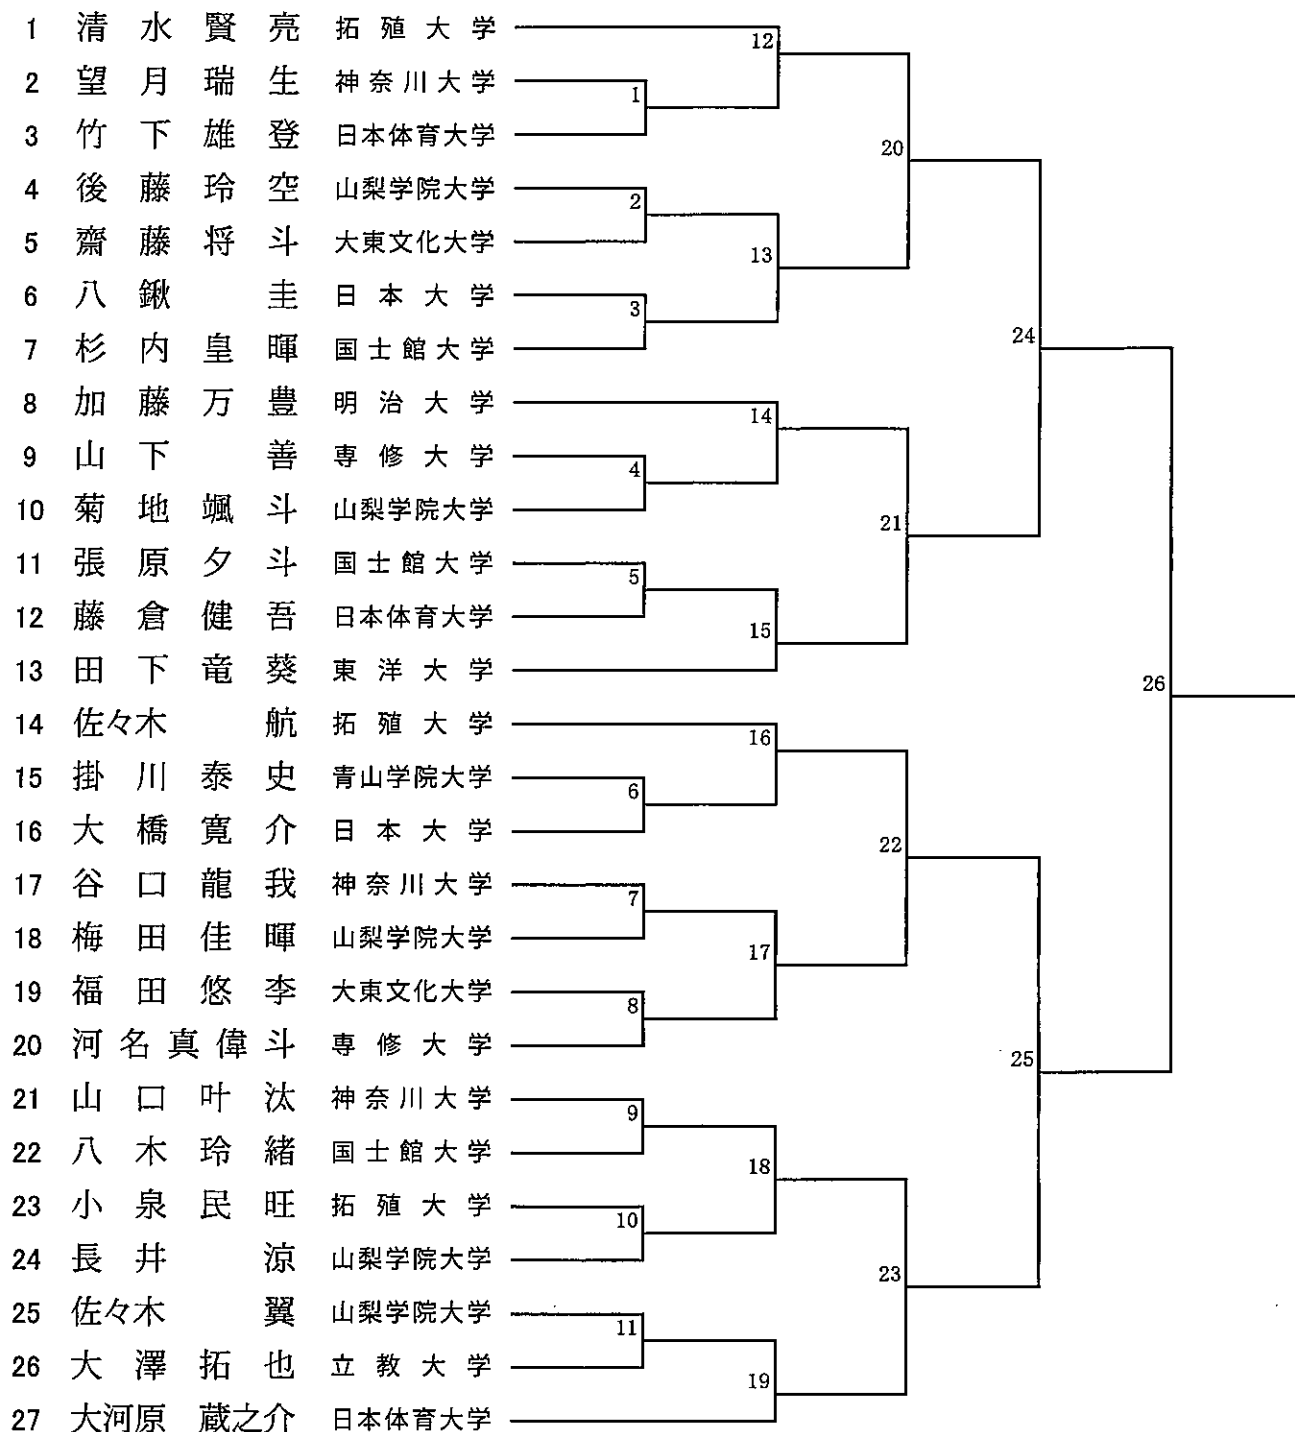 1 清水賢亮 拓殖大学
2 望月瑞生 神奈川大学
3 竹下雄登 日本体育大学
4 後藤玲空 山梨学院大学
5 齋藤将斗 大東文化大学
6 八鍬 圭 日本大学
7 杉内皇暉 国士館大学
8 加藤万豊 明治大学
9 山下 善 専修大学
10 菊地颯斗 山梨学院大学
11 張原夕斗 国士館大学
12 藤倉健吾 日本体育大学
13 田下竜葵 東洋大学
14 佐々木 航 拓殖大学
15 掛川泰史 青山学院大学
16 大橋寛介 日本大学
17 谷口龍我 神奈川大学
18 梅田佳暉 山梨学院大学
19 福田悠李 大東文化大学
20 河名真偉斗 専修大学
21 山口叶汰 神奈川大学
22 八木玲緒 国士館大学
23 小泉民旺 拓殖大学
24 長井 涼 山梨学院大学
25 佐々木 翼 山梨学院大学
26 大澤拓也 立教大学
27 大河原 蔵之介 日本体育大学
1
2
3
4
5
6
7
8
9
10
11
12
13
14
15
16
17
18
19
20
21
22
23
24
25
26